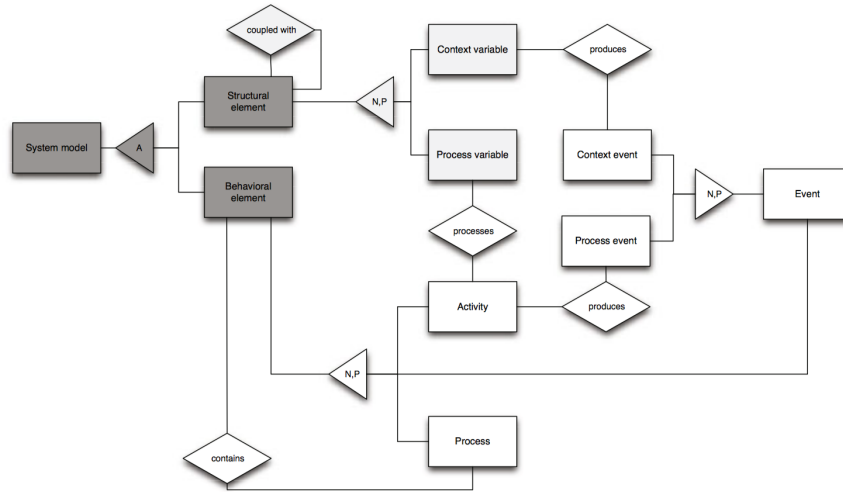 coupled with
Context variable
produces
Structural
element
N,P
System model
A
Process variable
Context event
Behavioral
element
N,P
Event
processes
Process event
Activity
produces
N,P
Process
contains